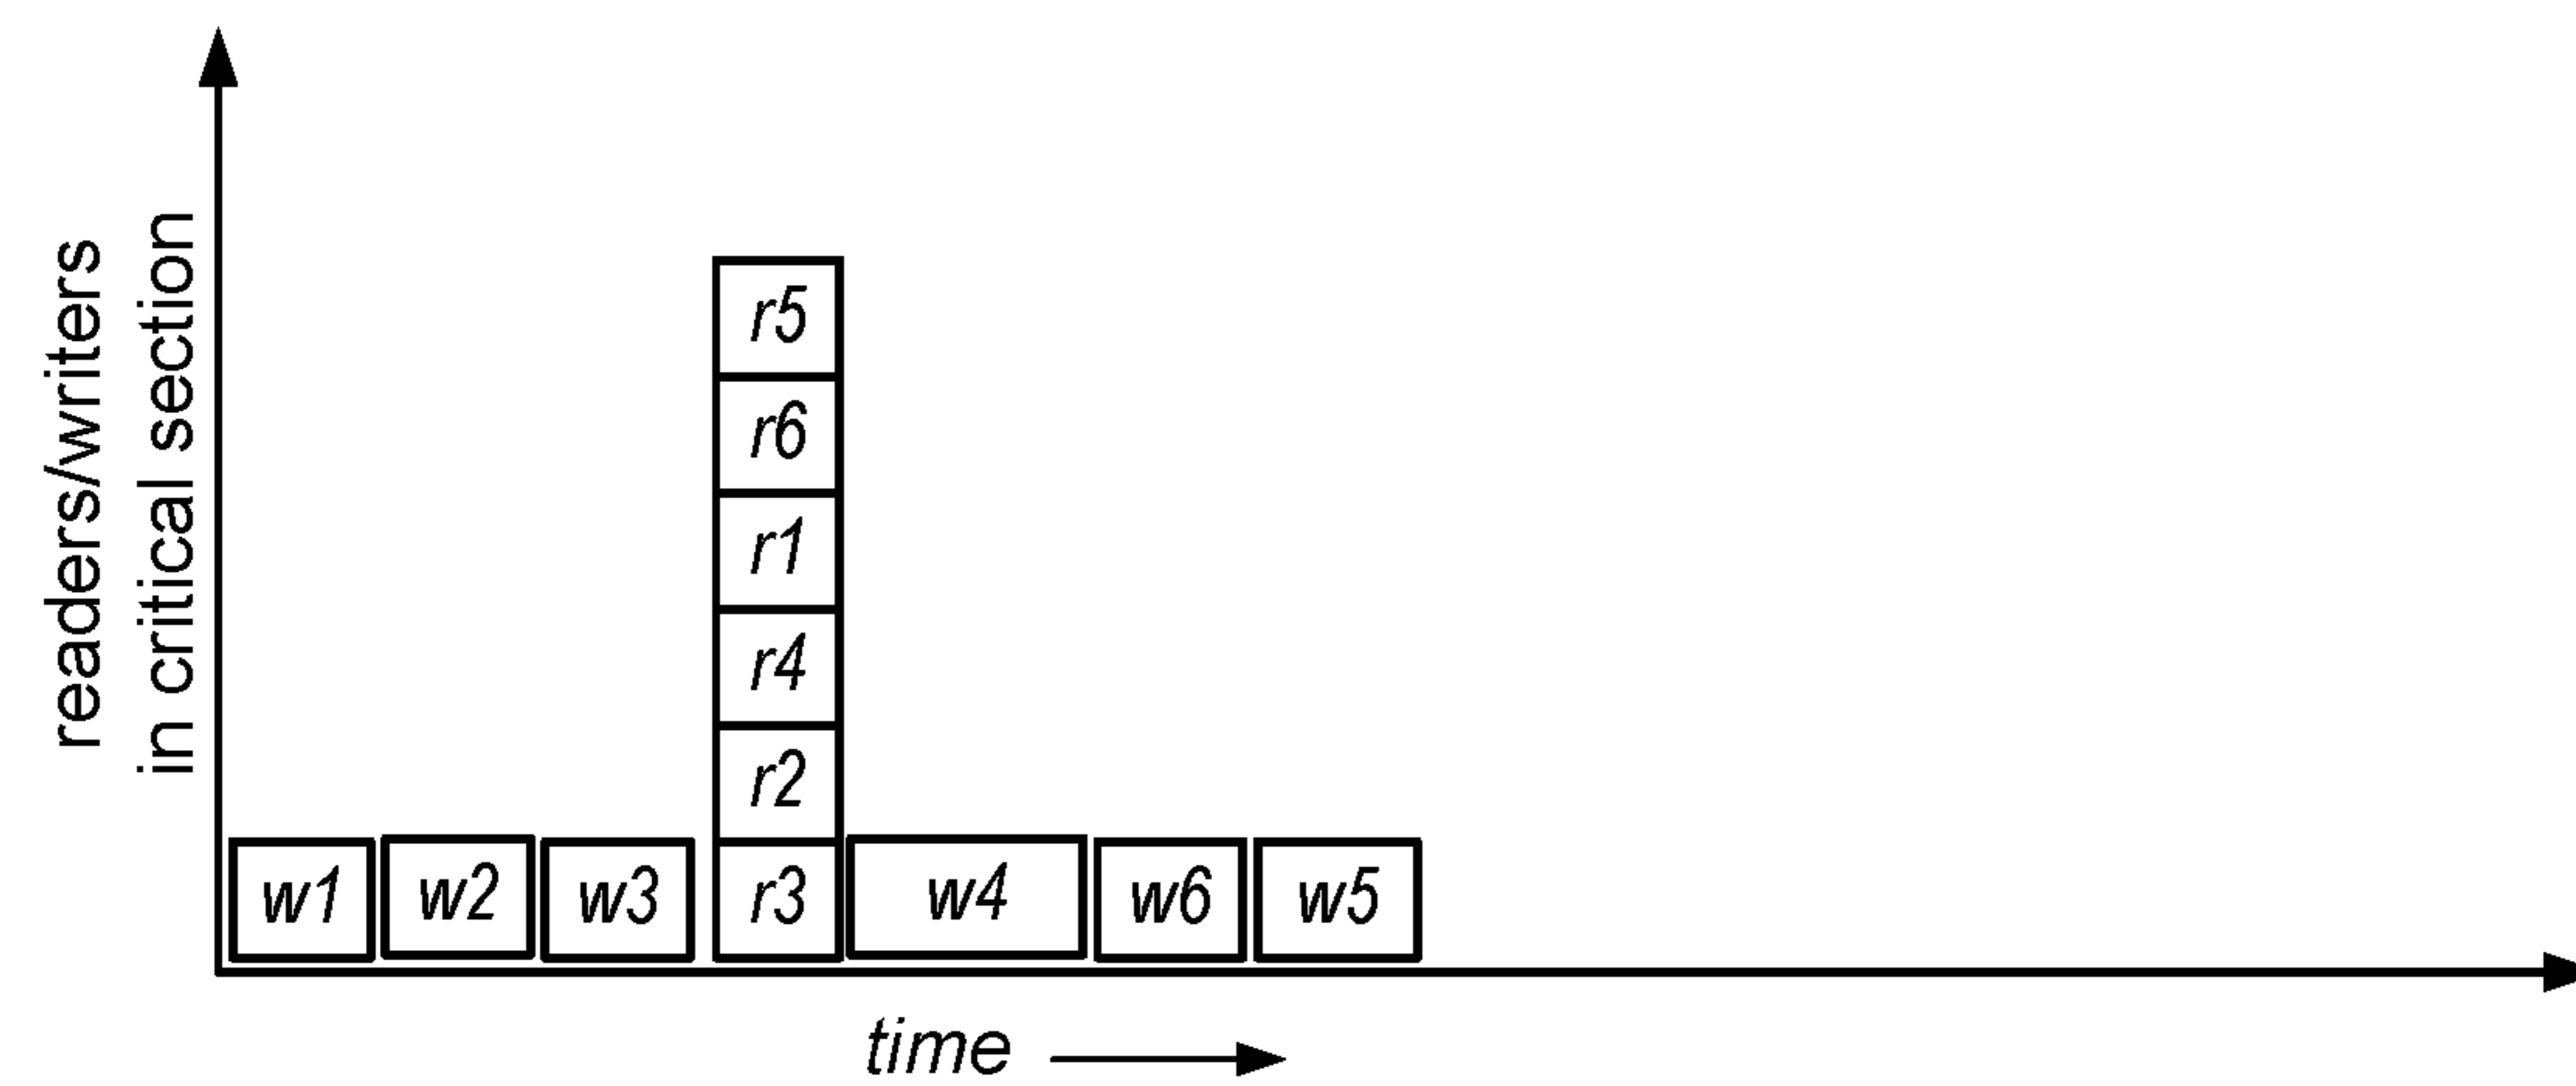 readers/writers
in critical section
r5
r6
r1
r4
r2
w1 w2 w3 r3 w4 w6 w5
time